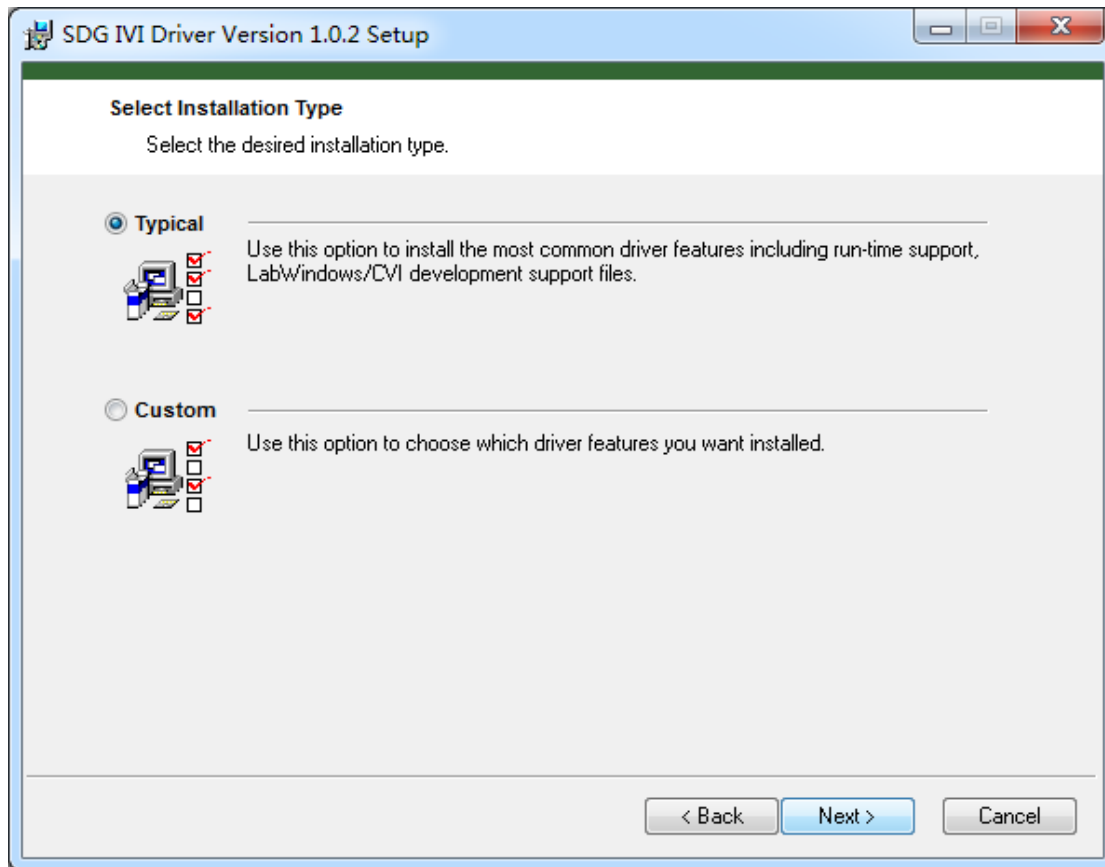 SDG IVI Driver Version 1.0.2 Setup
Select Installation Type
Select the desired installation type.
Typical
Use this option to install the most common driver features including run-time support,
LabWindows/CVI development support files.
Custom
Use this option to choose which driver features you want installed.
< Back
Next >
Cancel